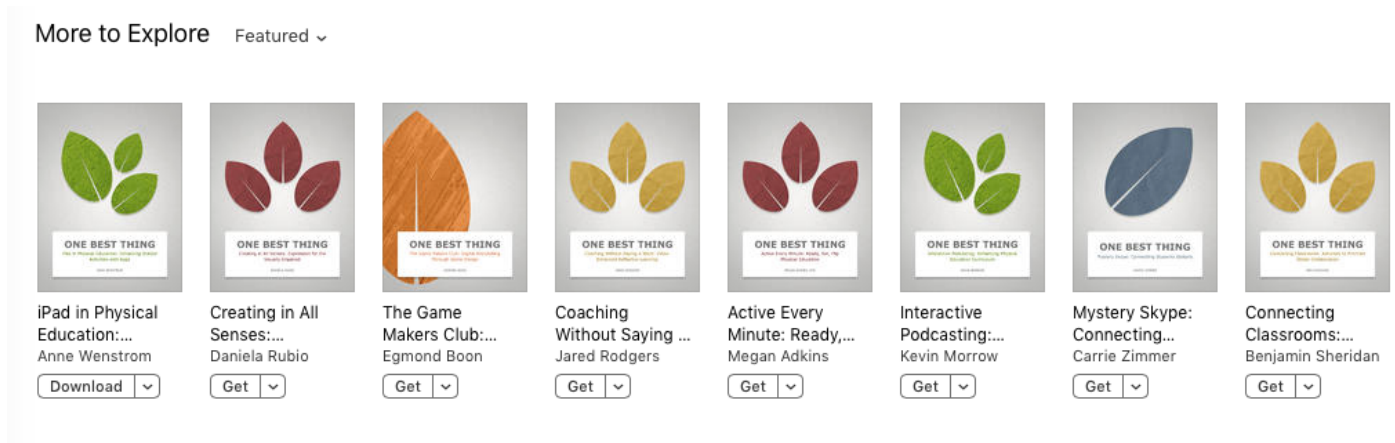 More to Explore Featured
ONE BEST THING
iPad in Physical
Education:...
Anne Wenstrom
Download
ONE BEST THING
Creating in All
Senses:...
Daniela Rubio
Get
ONE BEST THING
The Game
Makers Club:...
Egmond Boon
Get
ONE BEST THING
Coaching
Without Saying ...
Jared Rodgers
Get
ONE BEST THING
Active Every
Minute: Ready,...
Megan Adkins
Get
ONE BEST THING
Interactive
Podcasting:...
Kevin Morrow
Get
ONE BEST THING
Mystery Skype:
Connecting...
Carrie Zimmer
Get
ONE BEST THING
Connecting
Classrooms:...
Benjamin Sheridan
Get